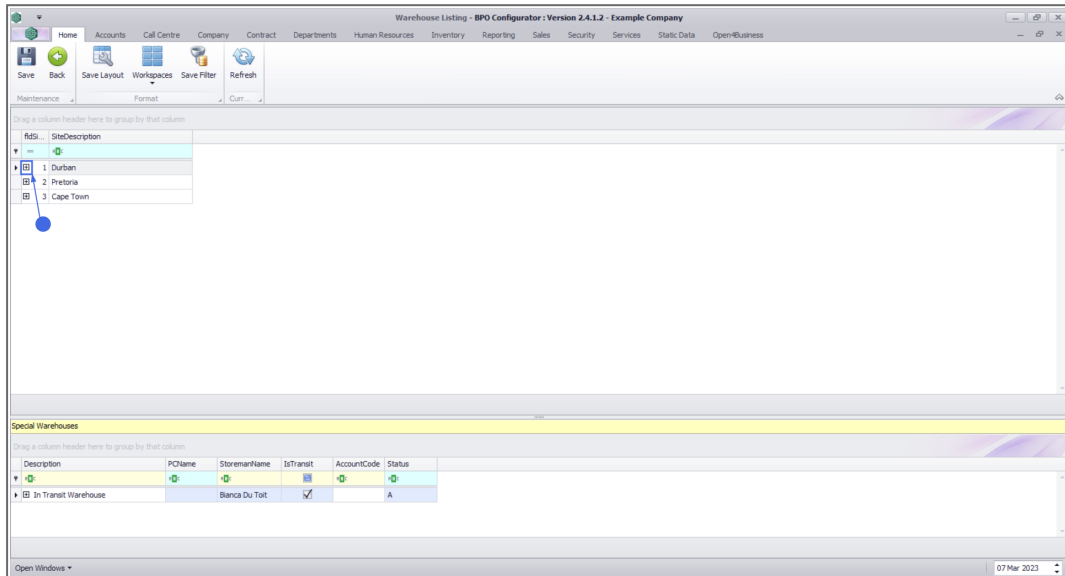 Warehouse Listing - BPO Configurator : Version 2.4.1.2 - Example Company
Home Accounts Call Centre Company Contract Departments Human Resources Inventory Reporting Sales Security Services Static Data Open4Business
Save Back Save Layout Workspaces Save Filter Refresh
Maintenance Format Curr...
Drag a column header here to group by that column
fldSi... SiteDescription
1 Durban
2 Pretoria
3 Cape Town
Special Warehouses
Drag a column header here to group by that column
Description PCName StoremanName IsTransit AccountCode Status
In Transit Warehouse Bianca Du Toit A
Open Windows 07 Mar 2023